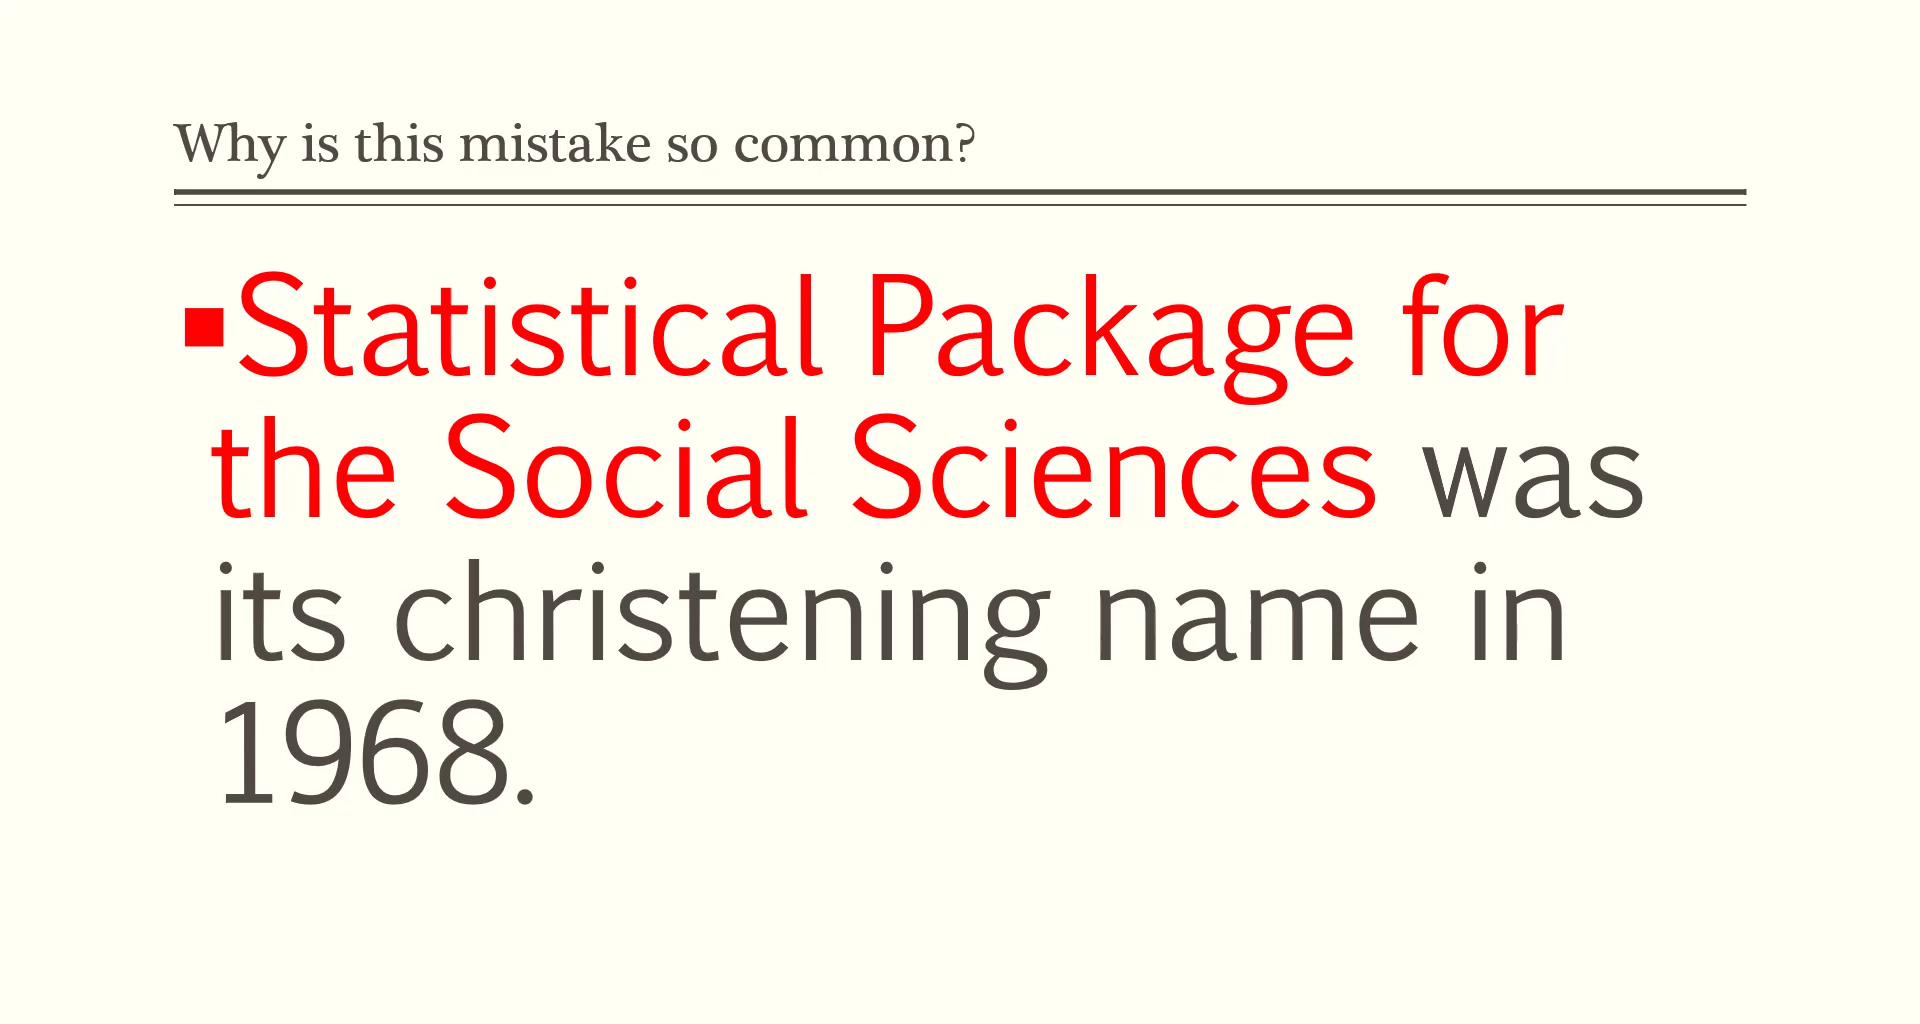 Why is this mistake so common?
▪Statistical Package for
the Social Sciences was
its christening name in
1968.